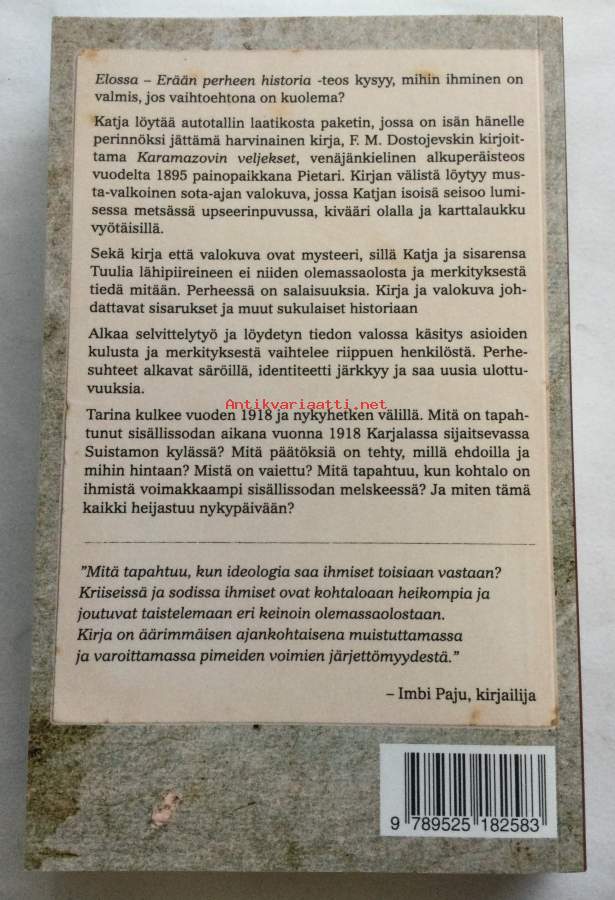 Elossa – Erään perheen historia -teos kysyy, mihin ihminen on
valmis, jos vaihtoehtona on kuolema?
Katja löytää autotallin laatikosta paketin, jossa on isän hänelle
perinnöksi jättämä harvinainen kirja, F. M. Dostojevskin kirjoit-
tama Karamazovin veljekset, venäjänkielinen alkuperäisteos
vuodelta 1895 painopaikkana Pietari. Kirjan välistä löytyy mus-
ta-valkoinen sota-ajan valokuva, jossa Katjan isoisä seisoo lumi-
sessa metsässä upseerinpuvussa, kivääri olalla ja karttalaukku
vyötäisillä.
Sekä kirja että valokuva ovat mysteeri, sillä Katja ja sisarensa
Tuulia lähipiireineen ei niiden olemassaolosta ja merkityksestä
tiedä mitään. Perheessä on salaisuuksia. Kirja ja valokuva joh-
dattavat sisarukset ja muut sukulaiset historiaan
Alkaa selvittelytyö ja löydetyn tiedon valossa käsitys asioiden
kulusta ja merkityksestä vaihtelee riippuen henkilöstä. Perhe-
suhteet alkavat säröillä, identiteetti järkkyy ja saa uusia ulottu-
vuuksia.
Antikvariaatti.net
Tarina kulkee vuoden 1918 ja nykyhetken välillä. Mitä on tapah-
tunut sisällissodan aikana vuonna 1918 Karjalassa sijaitsevassa
Suistamon kylässä? Mitä päätöksiä on tehty, millä ehdoilla ja
mihin hintaan? Mistä on vaiettu? Mitä tapahtuu, kun kohtalo on
ihmistä voimakkaampi sisällissodan melskeessä? Ja miten tämä
kaikki heijastuu nykypäivään?
”Mitä tapahtuu, kun ideologia saa ihmiset toisiaan vastaan?
Kriiseissä ja sodissa ihmiset ovat kohtaloaan heikompia ja
joutuvat taistelemaan eri keinoin olemassaolostaan.
Kirja on äärimmäisen ajankohtaisena muistuttamassa
ja varoittamassa pimeiden voimien järjettömyydestä.”
– Imbi Paju, kirjailija
9 789525 182583